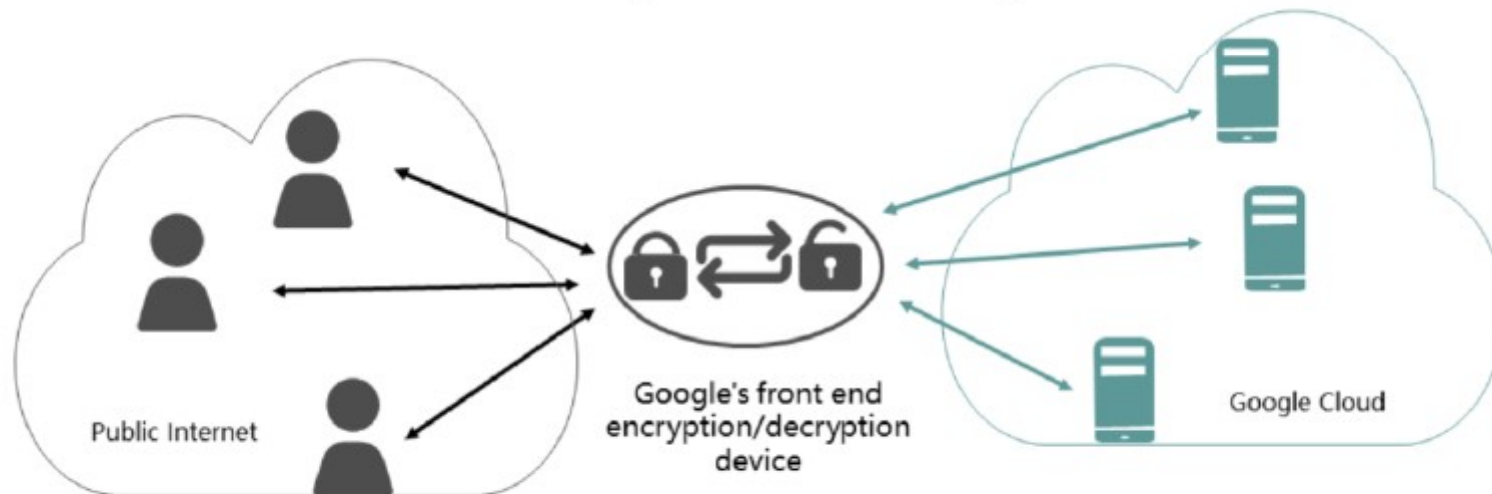 Public Internet
Google's front end
encryption/decryption
device
Google Cloud